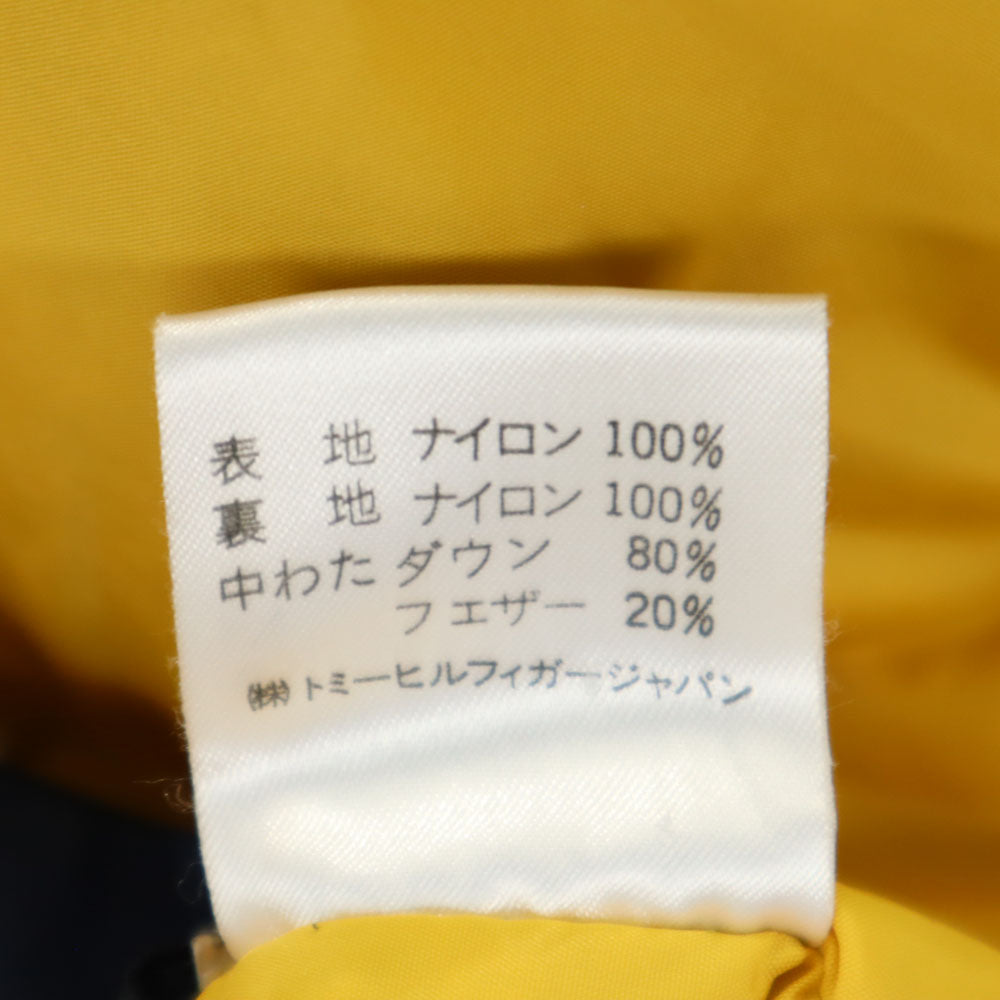 表地 ナイロン 100%
裏地 ナイロン 100%
中わた ダウン 80%
フェザー 20%
㈱トミーヒルフィガージャパン